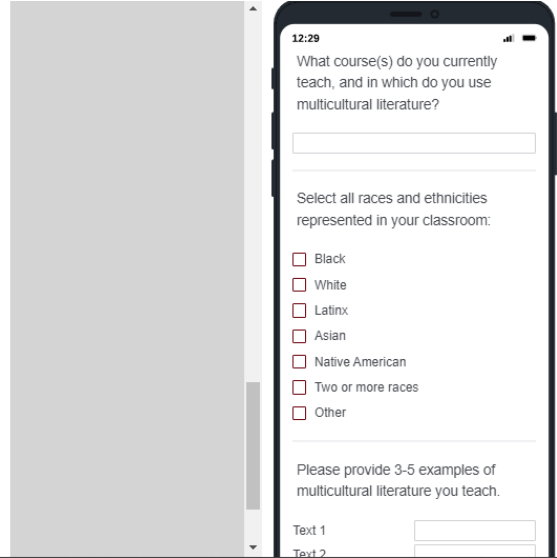 12:29
What course(s) do you currently
teach, and in which do you use
multicultural literature?
Select all races and ethnicities
represented in your classroom:
Black
White
Latinx
Asian
Native American
Two or more races
Other
Please provide 3-5 examples of
multicultural literature you teach.
Text 1
Text 2